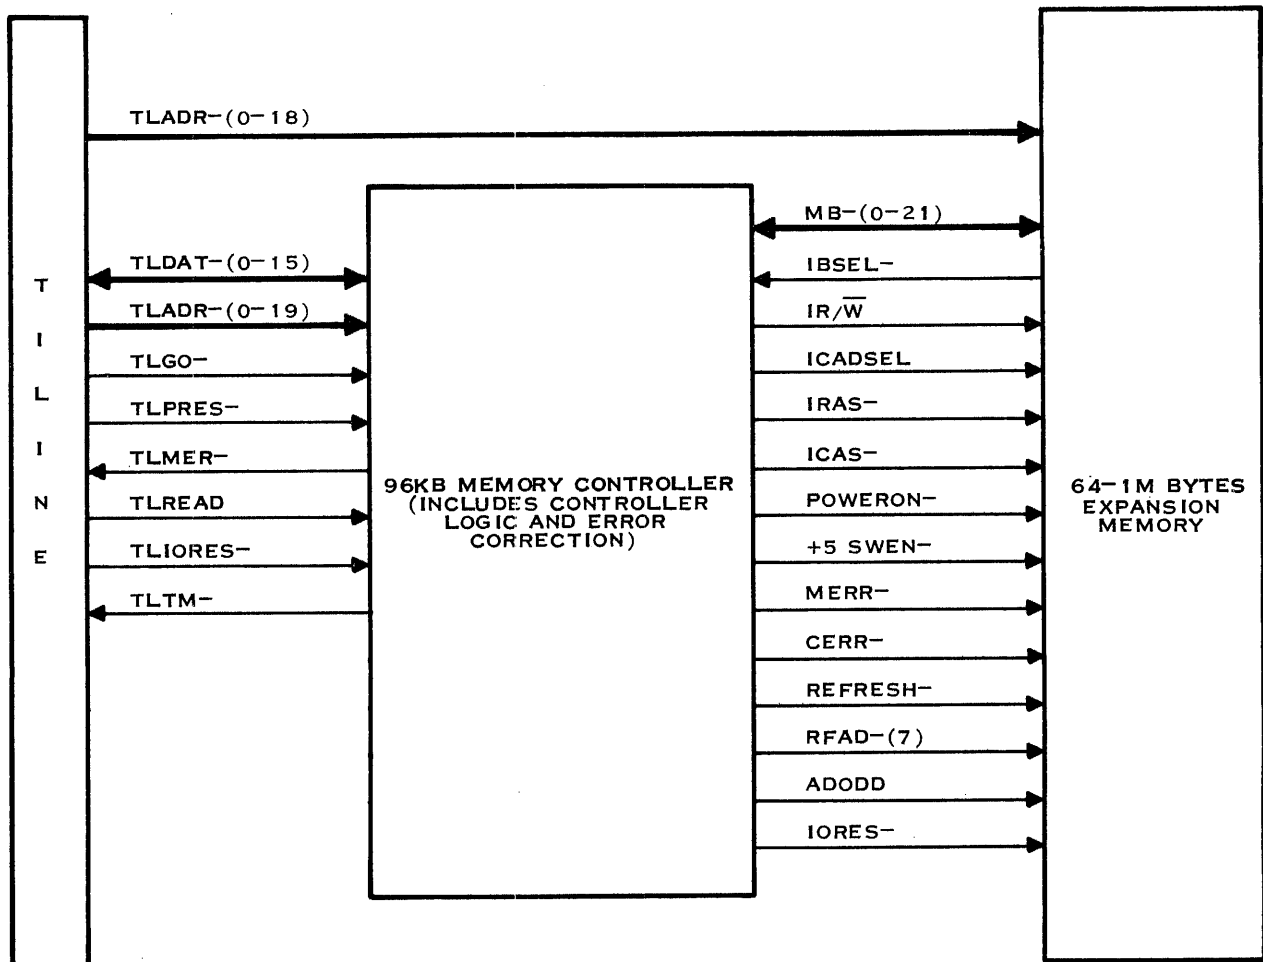 TILINE
TLADR-(0-18)
TLDAT-(0-15)
TLADR-(0-19)
TLGO-
TLPRES-
TLMER-
TLREAD
TLIORES-
TLTM-
96KB MEMORY CONTROLLER
(INCLUDES CONTROLLER
LOGIC AND ERROR
CORRECTION)
MB-(0-21)
IBSEL-
IR/W̅
ICADSEL
IRAS-
ICAS-
POWERON-
+5 SWEN-
MERR-
CERR-
REFRESH-
RFAD-(7)
ADODD
IORES-
64-1M BYTES
EXPANSION
MEMORY